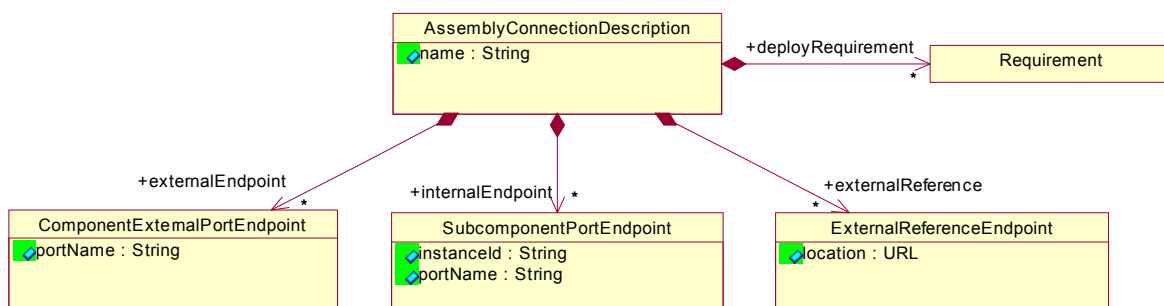 AssemblyConnectionDescription
name : String
+deployRequirement
*
Requirement
+externalEndpoint
*
+internalEndpoint
*
+externalReference
*
ComponentExternalPortEndpoint
portName : String
SubcomponentPortEndpoint
instanceId : String
portName : String
ExternalReferenceEndpoint
location : URL